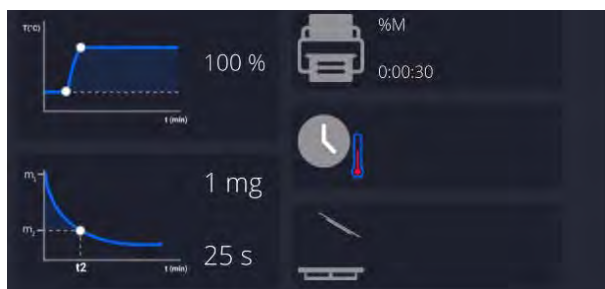 T(°C)
100 %
t (min)
%M
0:00:30
m₁
1 mg
m₂
25 s
t2
t (min)